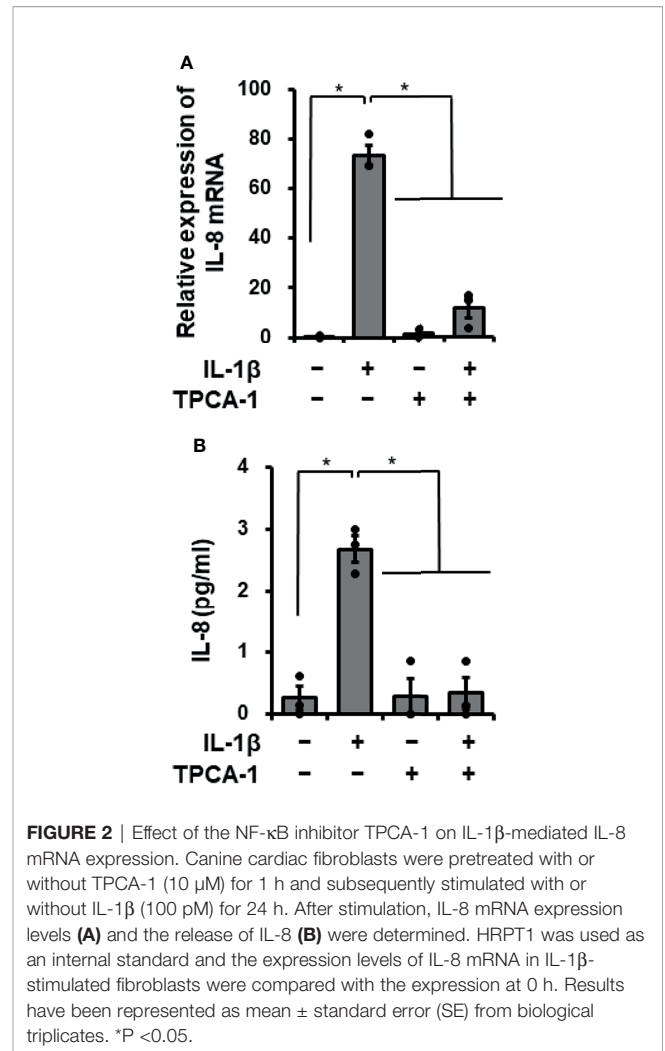 A
Relative expression of
IL-8 mRNA
100
80
60
40
20
0
* *
IL-1β − + − +
TPCA-1 − − + +
B
IL-8 (pg/ml)
4
3
2
1
0
* *
IL-1β − + − +
TPCA-1 − − + +
FIGURE 2 | Effect of the NF-κB inhibitor TPCA-1 on IL-1β-mediated IL-8
mRNA expression. Canine cardiac fibroblasts were pretreated with or
without TPCA-1 (10 μM) for 1 h and subsequently stimulated with or
without IL-1β (100 pM) for 24 h. After stimulation, IL-8 mRNA expression
levels (A) and the release of IL-8 (B) were determined. HRPT1 was used as
an internal standard and the expression levels of IL-8 mRNA in IL-1β-
stimulated fibroblasts were compared with the expression at 0 h. Results
have been represented as mean ± standard error (SE) from biological
triplicates. *P <0.05.